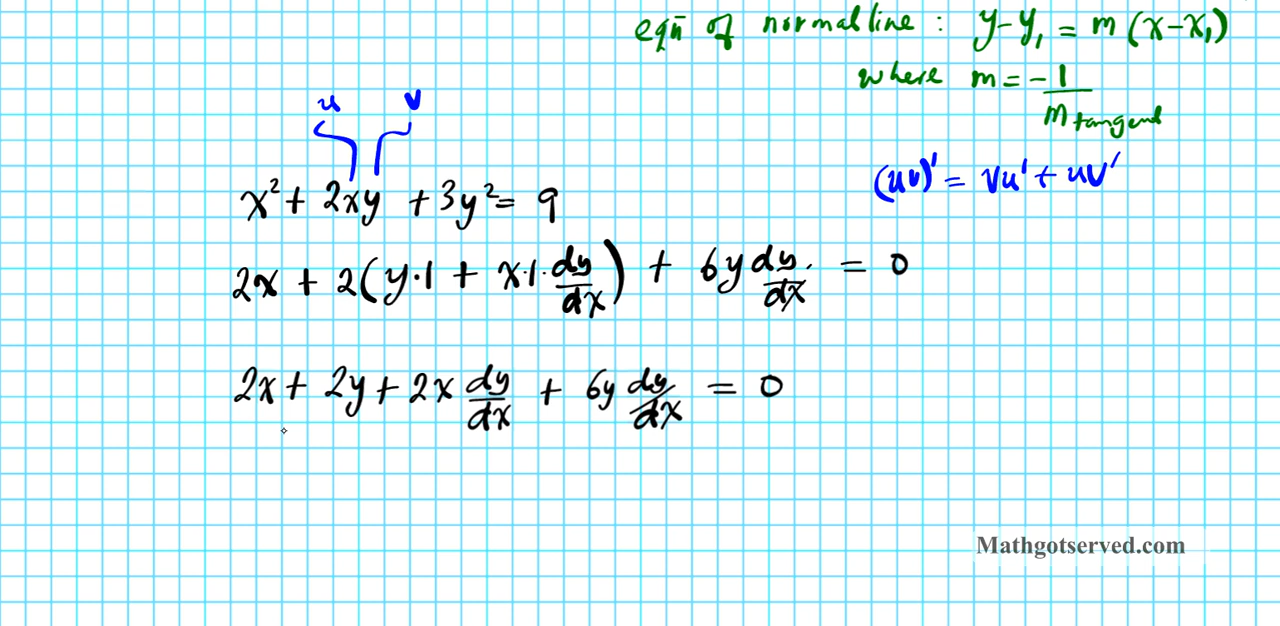 eqn of normal line : y-y₁ = m (x-x₁)
where m = -1/m tangent
u v
(uv)' = vu' + uv'
x² + 2xy + 3y² = 9
2x + 2(y·1 + x·1·dy/dx) + 6y dy/dx = 0
2x + 2y + 2x dy/dx + 6y dy/dx = 0
Mathgotserved.com